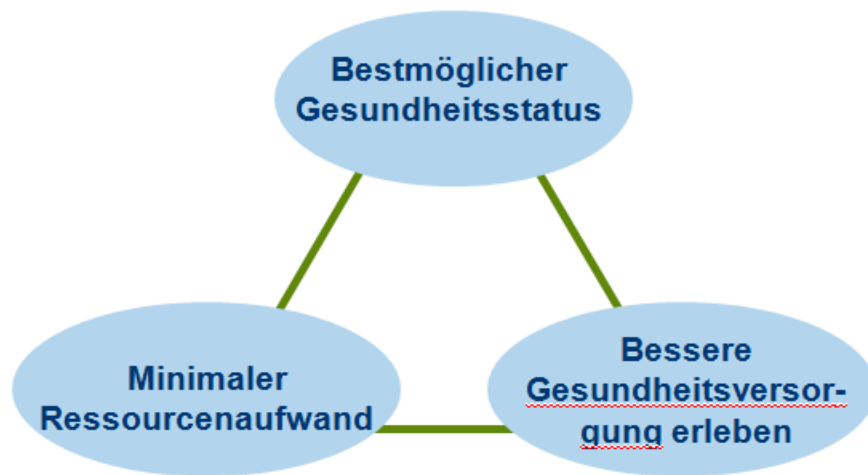 Bestmöglicher
Gesundheitsstatus
Minimaler
Ressourcenaufwand
Bessere
Gesundheitsversor-
gung erleben